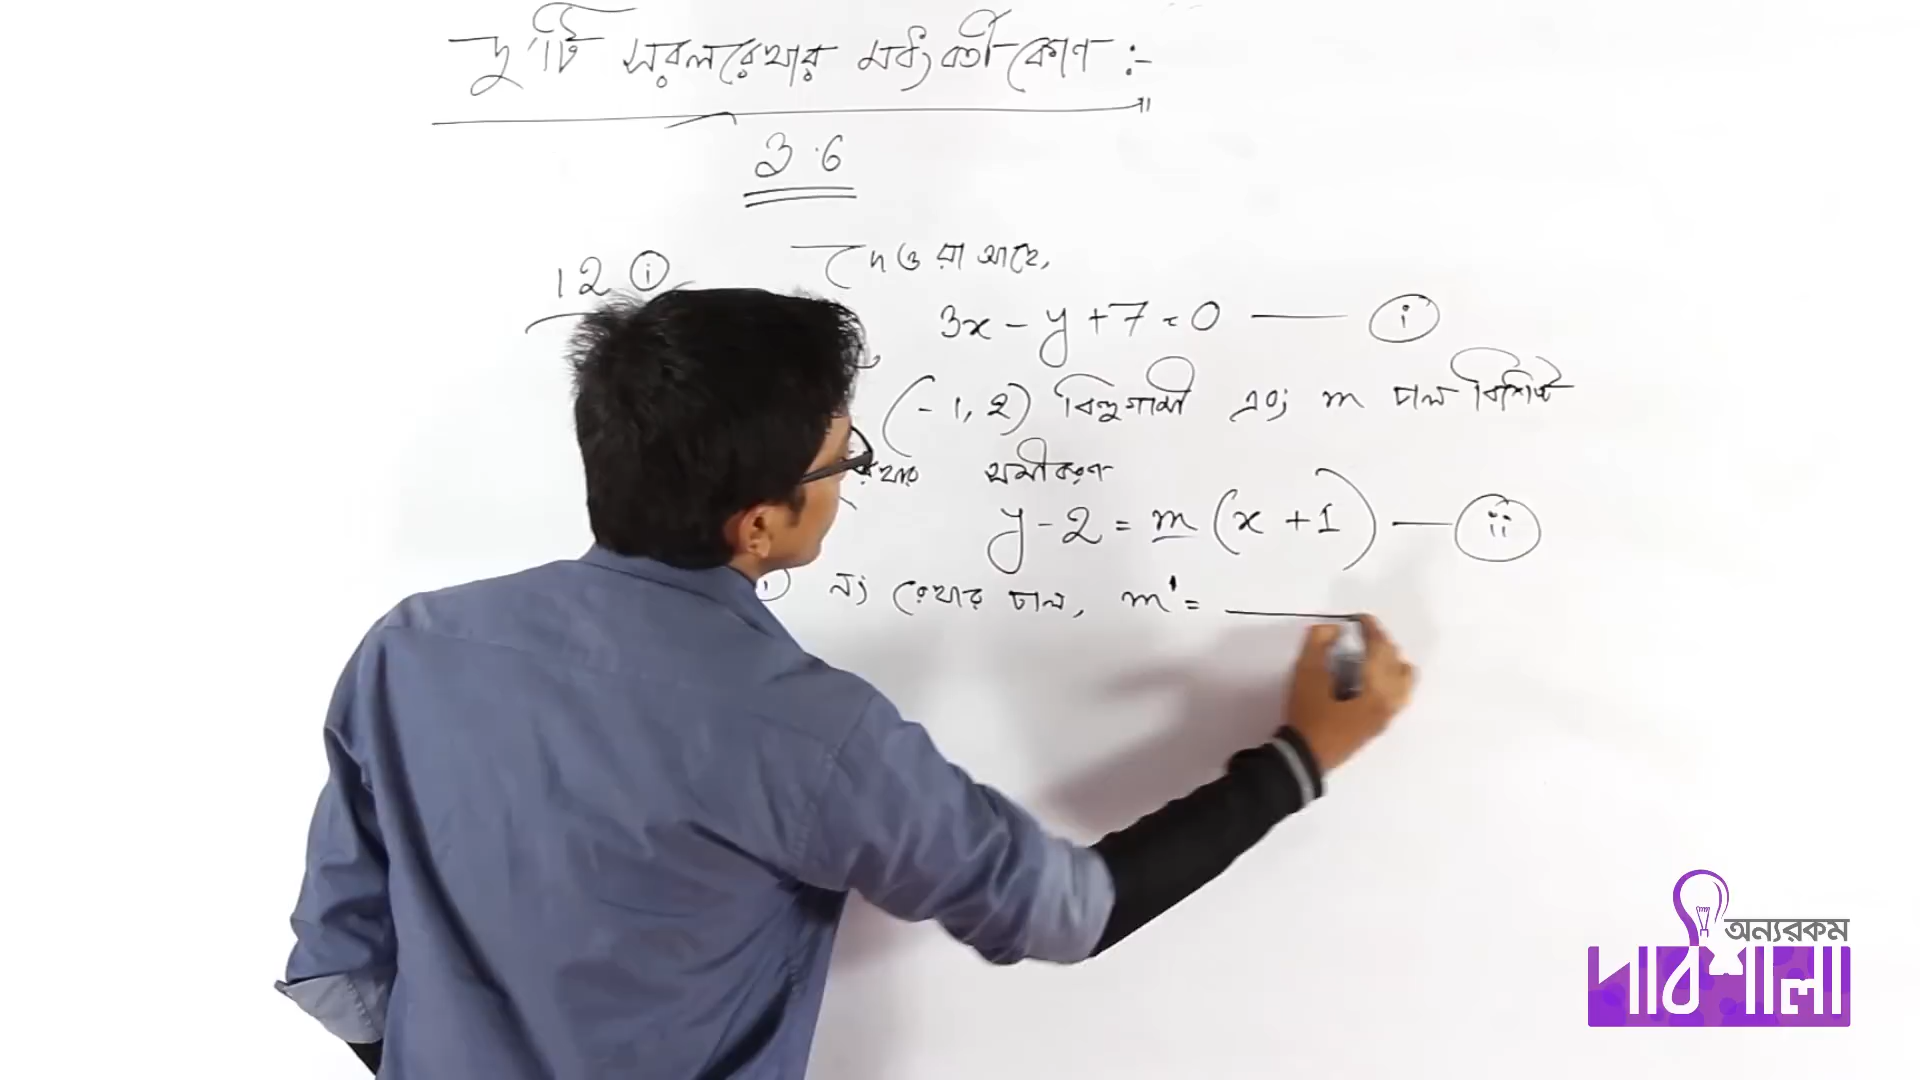 দু'টি সরলরেখার মধ্যবর্তী কোণ :-
3.6
12 (i) দেওয়া আছে,
3x - y + 7 = 0 — (i)
(-1, 2) বিন্দুগামী এবং m ঢাল বিশিষ্ট
রেখার সমীকরণ
y - 2 = m (x + 1) — (ii)
নং রেখার ঢাল, m' =
অন্যরকম
পাঠশালা